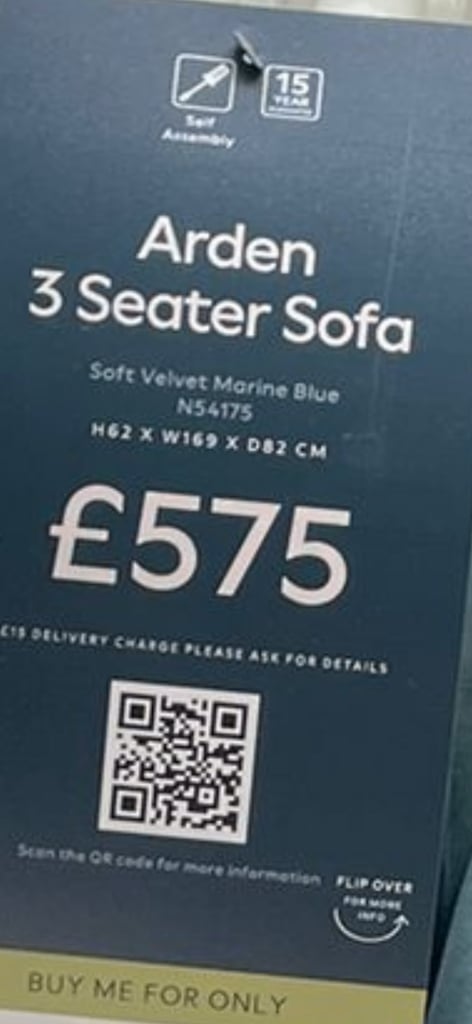 15
YEAR
Self
Assembly
Arden
3 Seater Sofa
Soft Velvet Marine Blue
N54175
H62 X W169 X D82 CM
£575
£15 DELIVERY CHARGE PLEASE ASK FOR DETAILS
Scan the QR code for more information
FLIP OVER
FOR MORE
INFO
BUY ME FOR ONLY